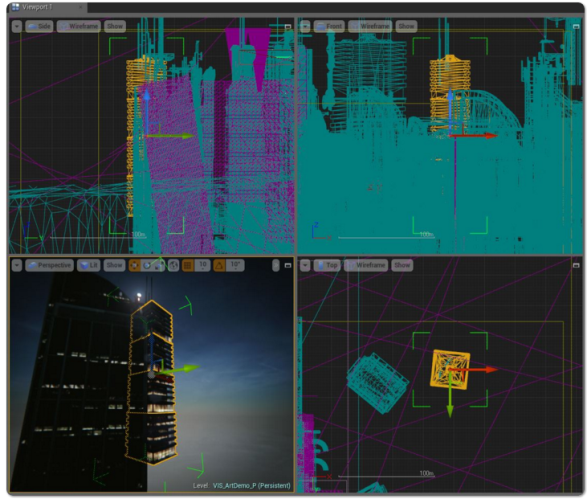 Viewport 1
Side Wireframe Show
Front Wireframe Show
100m
100m
Perspective Lit Show 10 10°
Top Wireframe Show
Level: VIS_ArtDemo_P (Persistent)
100m